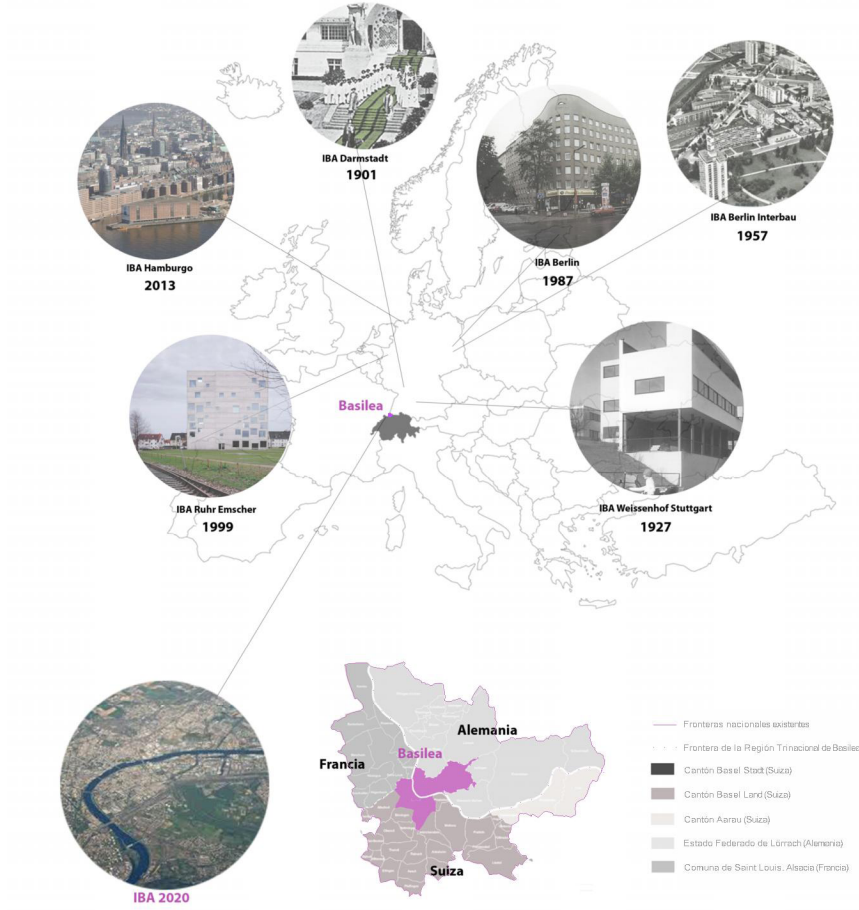 IBA Darmstadt
1901
IBA Berlin Interbau
1957
IBA Hamburgo
2013
IBA Berlin
1987
Basilea
IBA Ruhr Emscher
1999
IBA Weissenhof Stuttgart
1927
IBA 2020
Alemania
Basilea
Francia
Suiza
Fronteras nacionales existentes
Frontera de la Región Trinacional de Basilea
Cantón Basel Stadt (Suiza)
Cantón Basel Land (Suiza)
Cantón Aarau (Suiza)
Estado Federado de Lörrach (Alemania)
Comuna de Saint Louis. Alsacia (Francia)